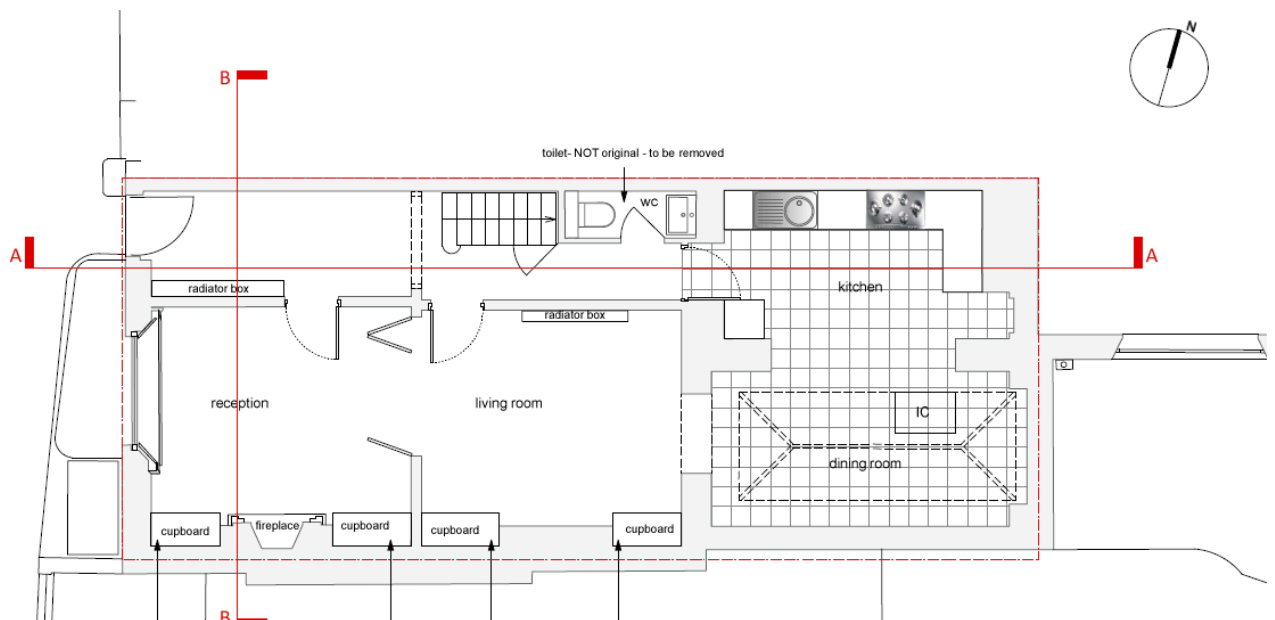 N
B
toilet- NOT original - to be removed
WC
A
A
radiator box
kitchen
radiator box
reception
living room
IC
dining room
cupboard
fireplace
cupboard
cupboard
cupboard
B